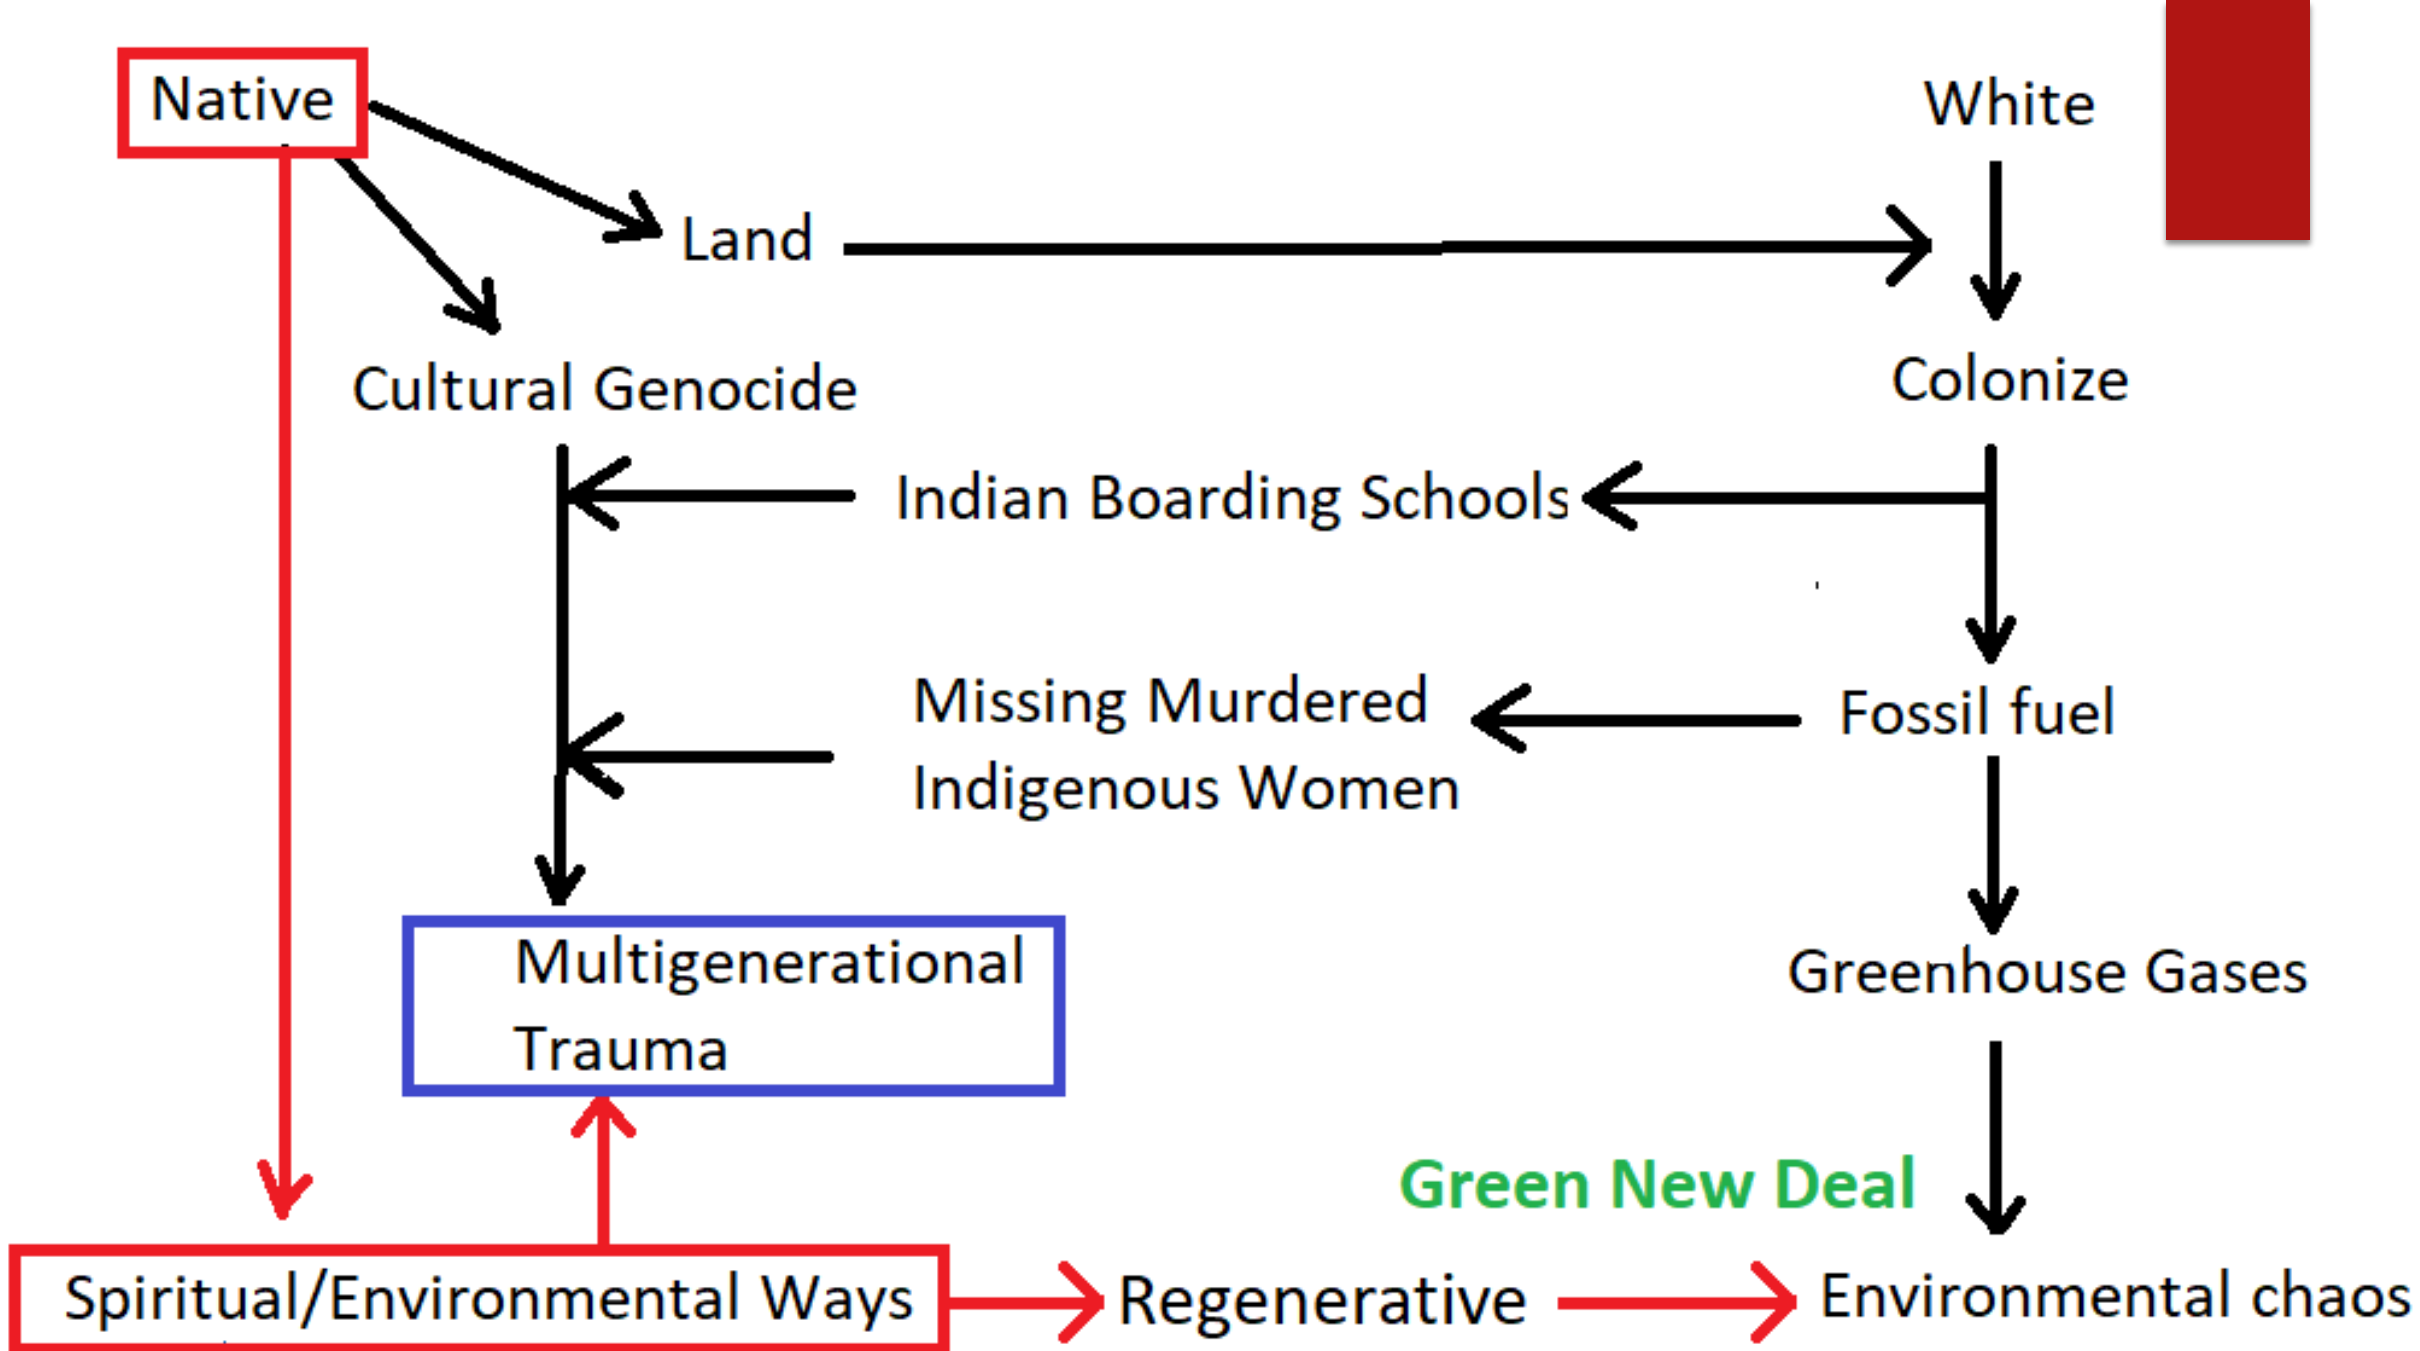 Native
White
Land
Cultural Genocide
Colonize
Indian Boarding Schools
Missing Murdered
Indigenous Women
Fossil fuel
Multigenerational
Trauma
Greenhouse Gases
Green New Deal
Spiritual/Environmental Ways
Regenerative
Environmental chaos